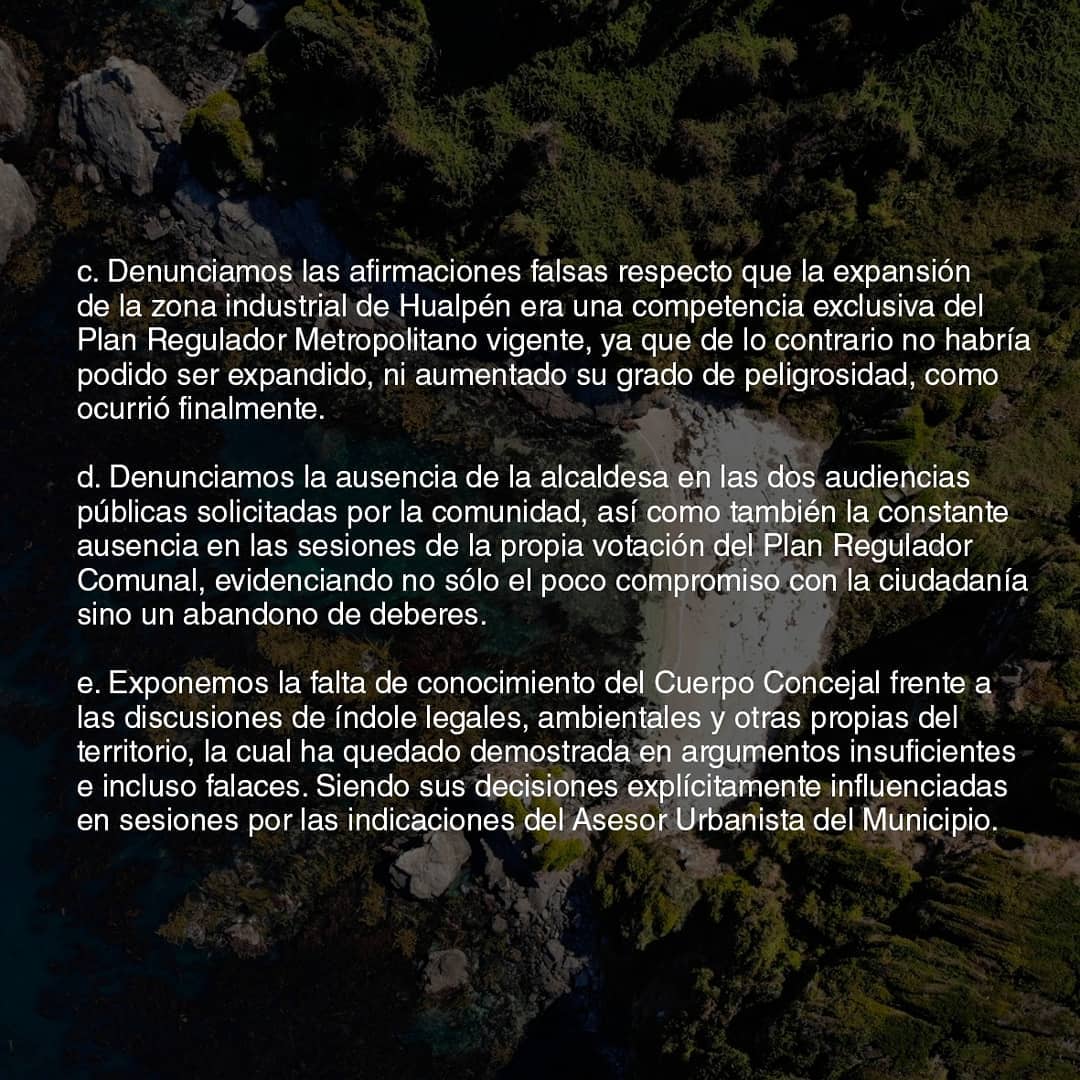 c. Denunciamos las afirmaciones falsas respecto que la expansión
de la zona industrial de Hualpén era una competencia exclusiva del
Plan Regulador Metropolitano vigente, ya que de lo contrario no habría
podido ser expandido, ni aumentado su grado de peligrosidad, como
ocurrió finalmente.
d. Denunciamos la ausencia de la alcaldesa en las dos audiencias
públicas solicitadas por la comunidad, así como también la constante
ausencia en las sesiones de la propia votación del Plan Regulador
Comunal, evidenciando no sólo el poco compromiso con la ciudadanía
sino un abandono de deberes.
e. Exponemos la falta de conocimiento del Cuerpo Concejal frente a
las discusiones de índole legales, ambientales y otras propias del
territorio, la cual ha quedado demostrada en argumentos insuficientes
e incluso falaces. Siendo sus decisiones explícitamente influenciadas
en sesiones por las indicaciones del Asesor Urbanista del Municipio.